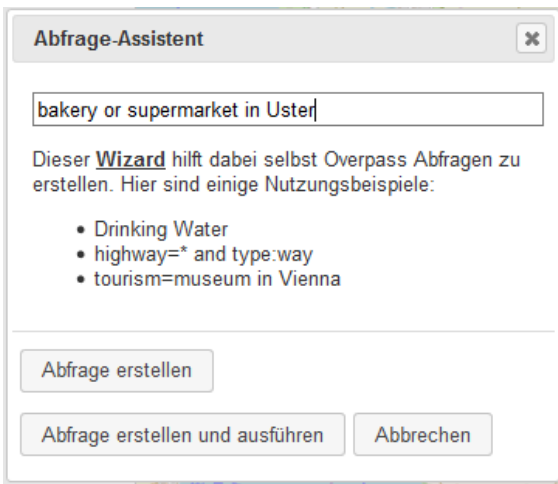 Abfrage-Assistent
bakery or supermarket in Uster
Dieser Wizard hilft dabei selbst Overpass Abfragen zu
erstellen. Hier sind einige Nutzungsbeispiele:
• Drinking Water
• highway=* and type:way
• tourism=museum in Vienna
Abfrage erstellen
Abfrage erstellen und ausführen Abbrechen